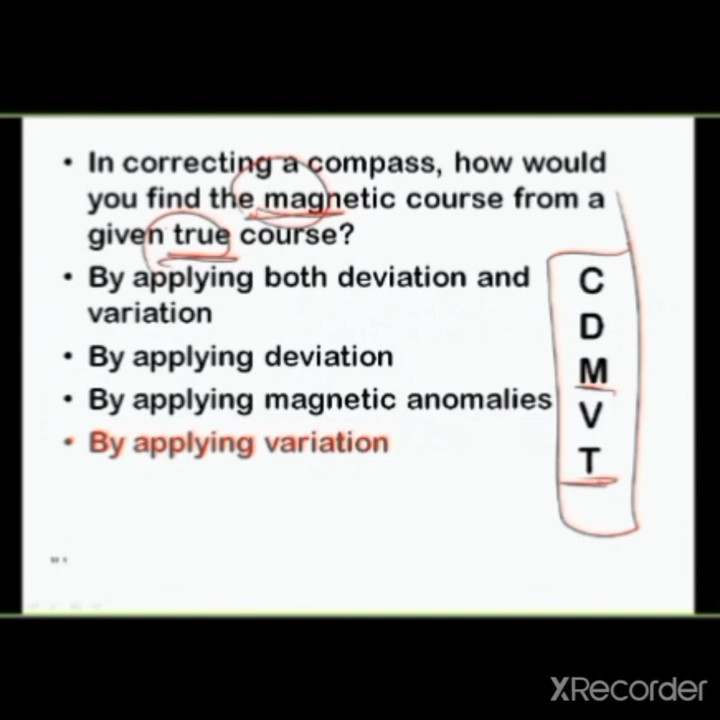 • In correcting a compass, how would
you find the magnetic course from a
given true course?
• By applying both deviation and
variation
• By applying deviation
• By applying magnetic anomalies
• By applying variation
C
D
M
V
T
XRecorder